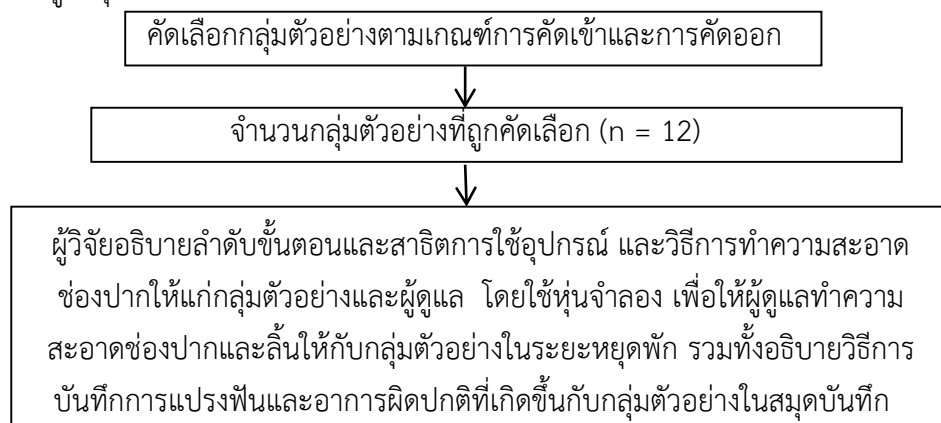 คัดเลือกกลุ่มตัวอย่างตามเกณฑ์การคัดเข้าและการคัดออก
จำนวนกลุ่มตัวอย่างที่ถูกคัดเลือก (n = 12)
ผู้วิจัยอธิบายลำดับขั้นตอนและสาธิตการใช้อุปกรณ์ และวิธีการทำความสะอาด
ช่องปากให้แก่กลุ่มตัวอย่างและผู้ดูแล โดยใช้หุ่นจำลอง เพื่อให้ผู้ดูแลทำความ
สะอาดช่องปากและลิ้นให้กับกลุ่มตัวอย่างในระยะหยุดพัก รวมทั้งอธิบายวิธีการ
บันทึกการแปรงฟันและอาการผิดปกติที่เกิดขึ้นกับกลุ่มตัวอย่างในสมุดบันทึก